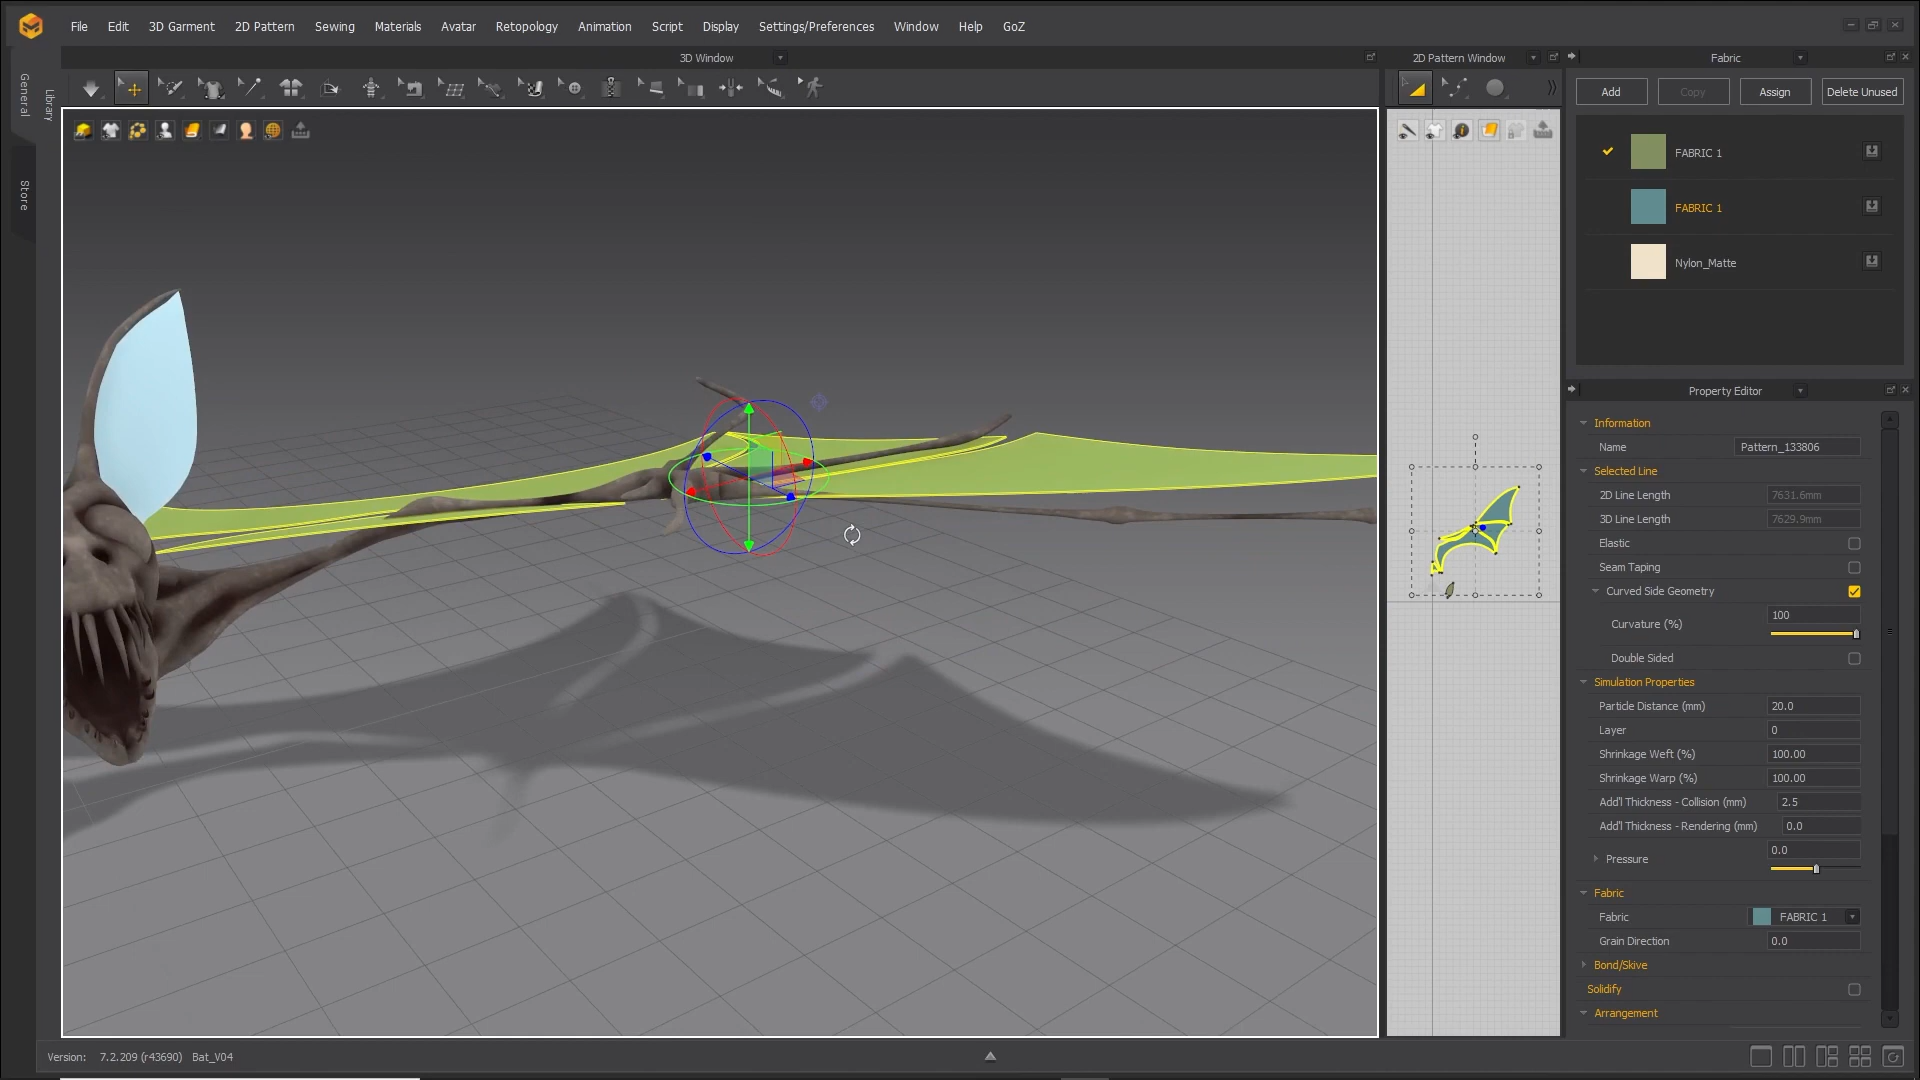 File Edit 3D Garment 2D Pattern Sewing Materials Avatar Retopology Animation Script Display Settings/Preferences Window Help GoZ
3D Window
2D Pattern Window
Fabric
General
Library
Store
Add Copy Assign Delete Unused
FABRIC 1
FABRIC 1
Nylon_Matte
Property Editor
Information
Name Pattern_133806
Selected Line
2D Line Length 7631.6mm
3D Line Length 7629.9mm
Elastic
Seam Taping
Curved Side Geometry
Curvature (%) 100
Double Sided
Simulation Properties
Particle Distance (mm) 20.0
Layer 0
Shrinkage Weft (%) 100.00
Shrinkage Warp (%) 100.00
Add'l Thickness - Collision (mm) 2.5
Add'l Thickness - Rendering (mm) 0.0
Pressure 0.0
Fabric
Fabric FABRIC 1
Grain Direction 0.0
Bond/Skive
Solidify
Arrangement
Version: 7.2.209 (r43690) Bat_V04